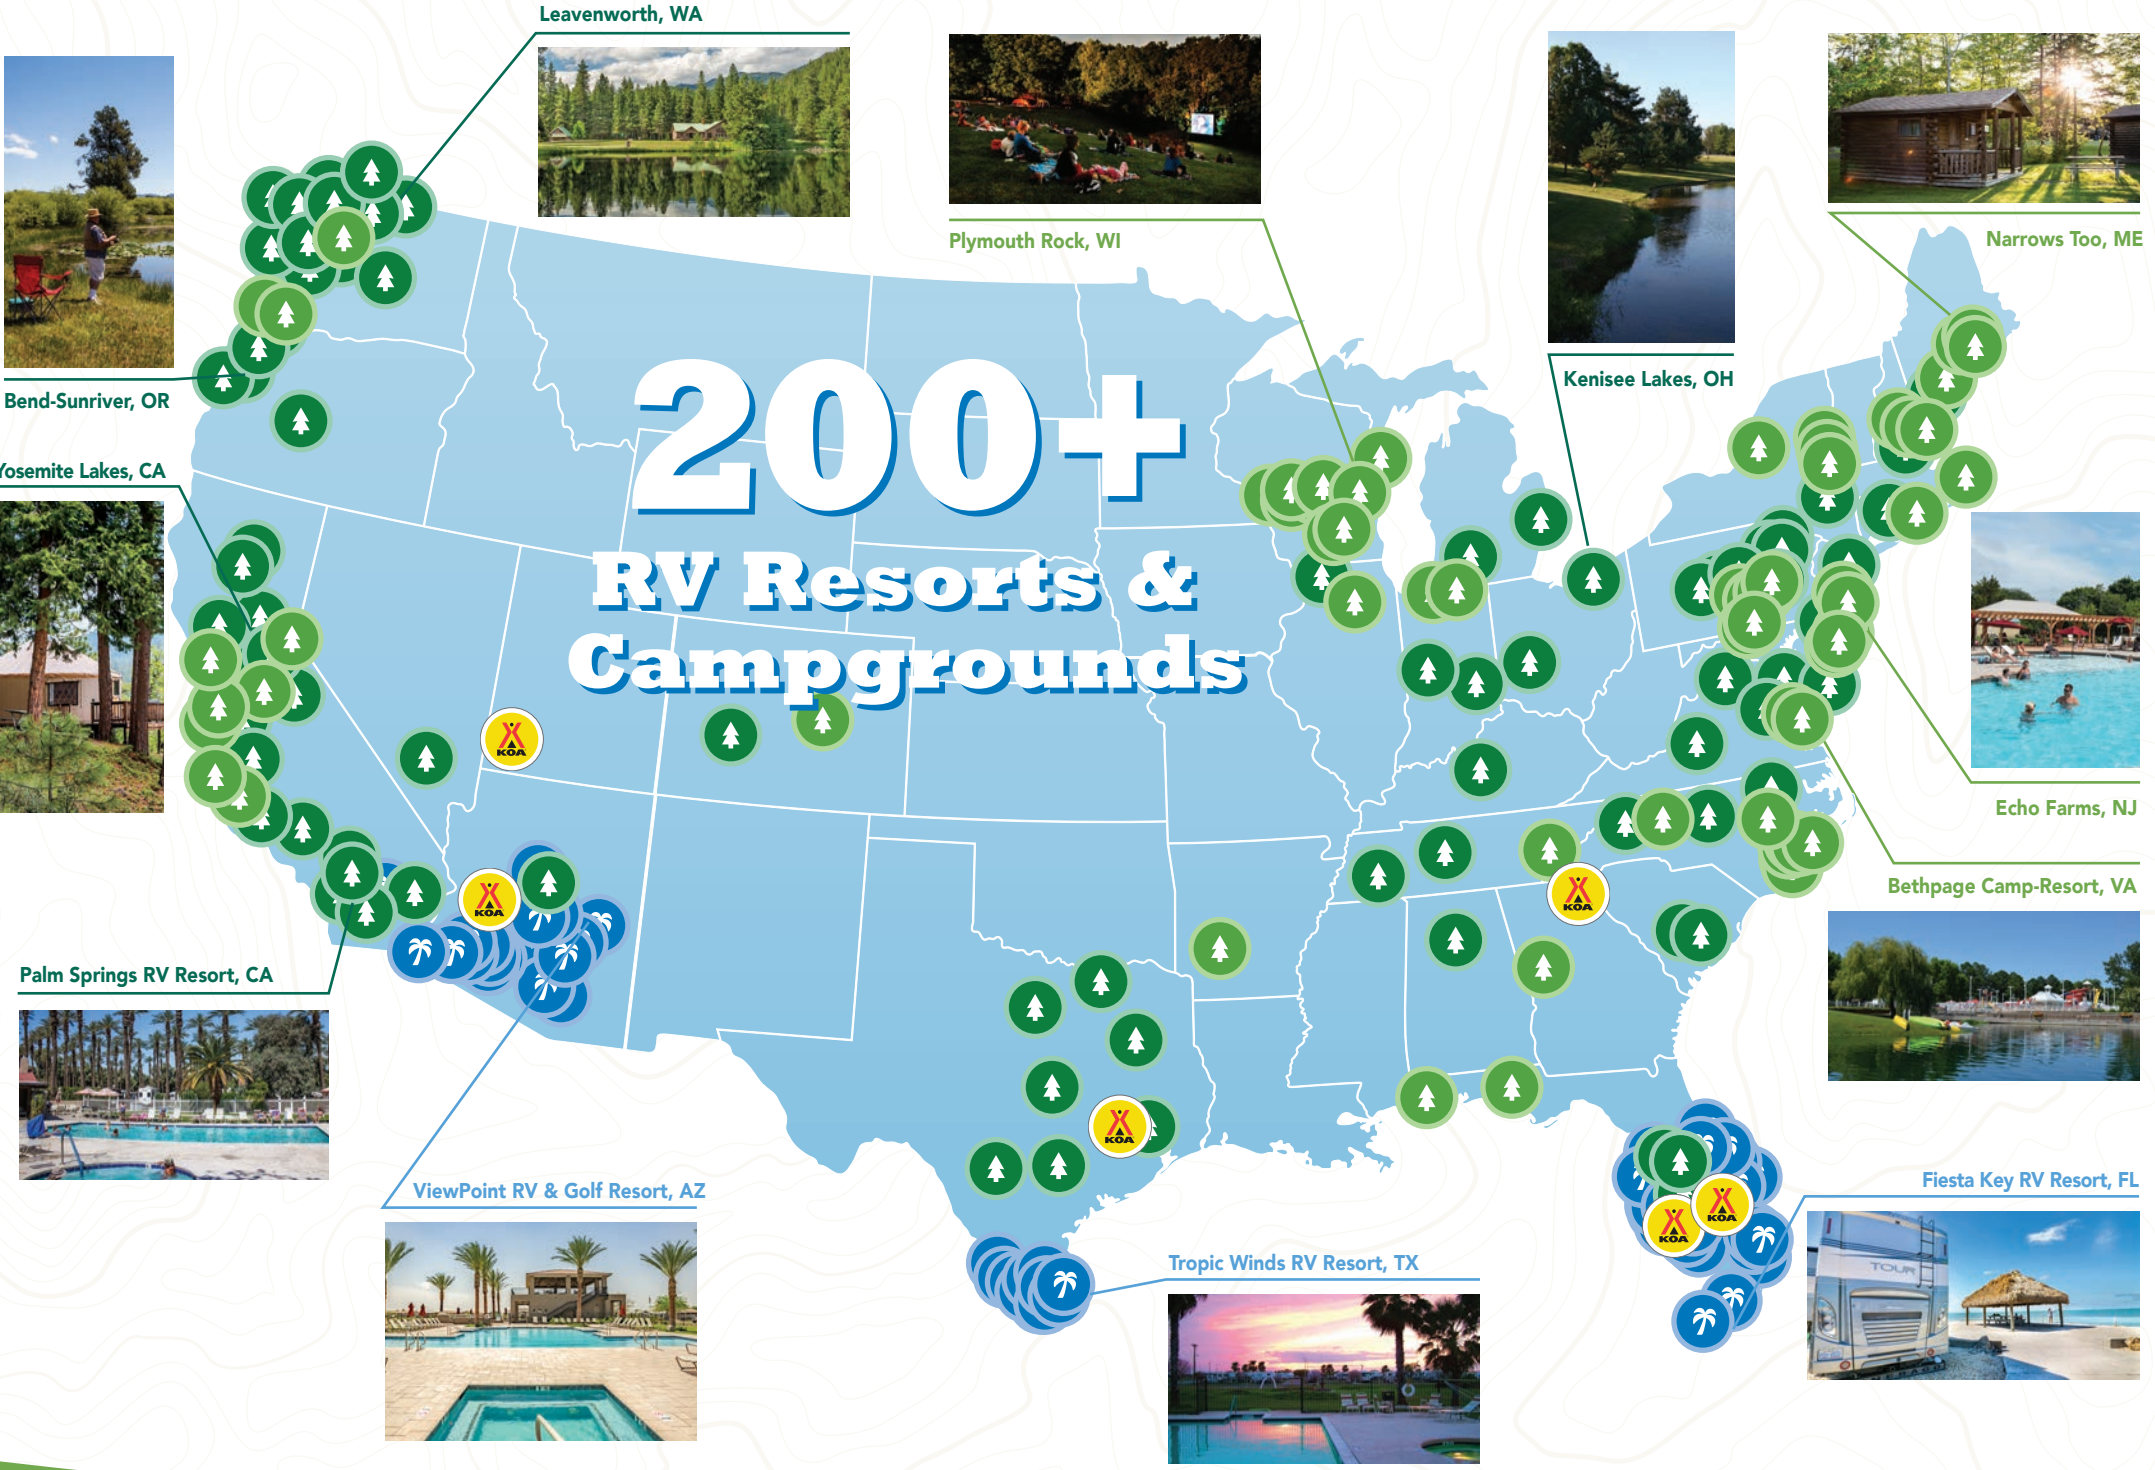 Leavenworth, WA
Plymouth Rock, WI
Narrows Too, ME
Kenisee Lakes, OH
Bend-Sunriver, OR
200+
RV Resorts &
Campgrounds
Yosemite Lakes, CA
KOA
Echo Farms, NJ
Bethpage Camp-Resort, VA
KOA
KOA
Palm Springs RV Resort, CA
KOA
ViewPoint RV & Golf Resort, AZ
Fiesta Key RV Resort, FL
KOA
KOA
TOUR
Tropic Winds RV Resort, TX